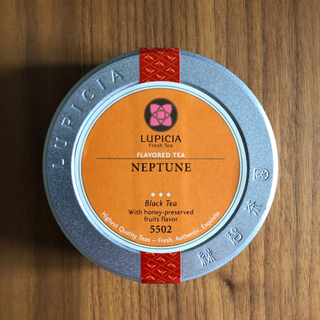 LUPICIA
LUPICIA
Fresh Tea
FLAVORED TEA
NEPTUNE
Black Tea
With honey-preserved
fruits flavor
5502
Highest Quality Teas – Fresh, Authentic, Exquisite